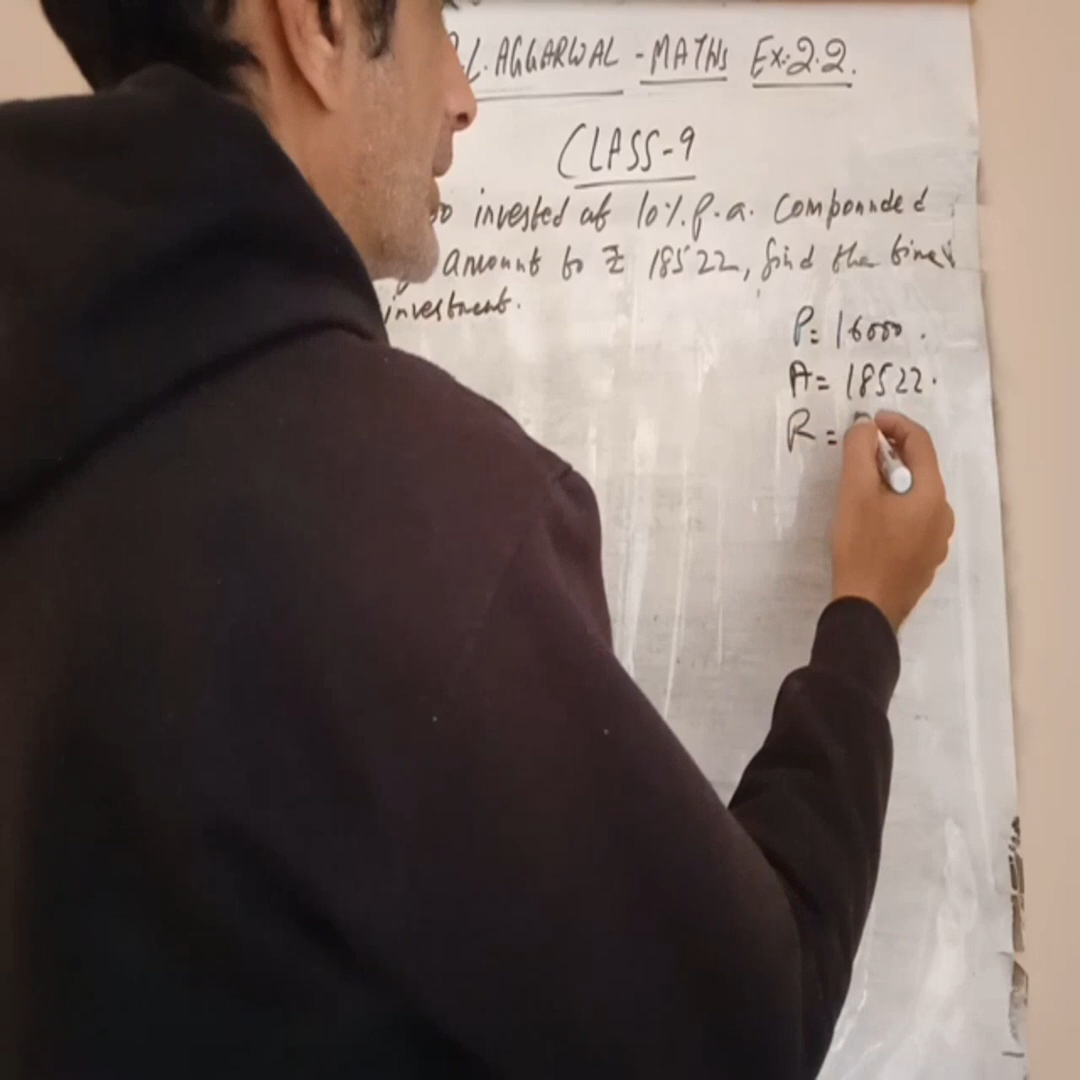 L. AGGARWAL - MATHS Ex:2.2.
CLASS-9
invested at 10%.p.a. compounded
amount to ₹ 18522, find the time
investment.
P= 16000.
A= 18522.
R =